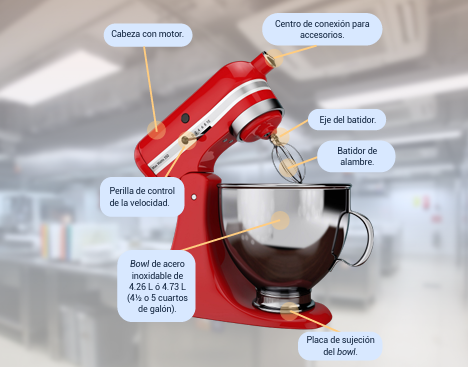 Cabeza con motor.
Centro de conexión para
accesorios.
Eje del batidor.
Batidor de
alambre.
Perilla de control
de la velocidad.
Bowl de acero
inoxidable de
4.26 L ó 4.73 L
(4½ o 5 cuartos
de galón).
Placa de sujeción
del bowl.